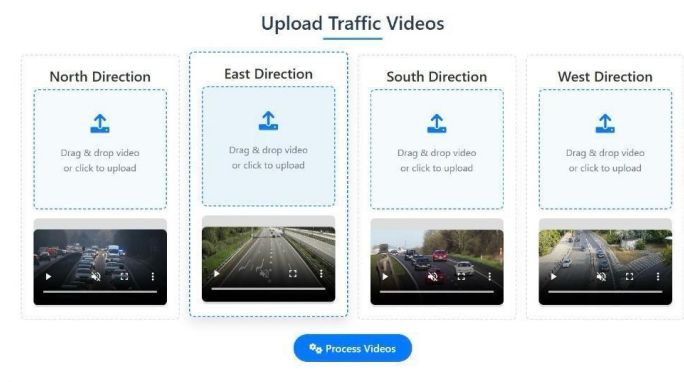 Upload Traffic Videos
North Direction
Drag & drop video
or click to upload
East Direction
Drag & drop video
or click to upload
South Direction
Drag & drop video
or click to upload
West Direction
Drag & drop video
or click to upload
Process Videos